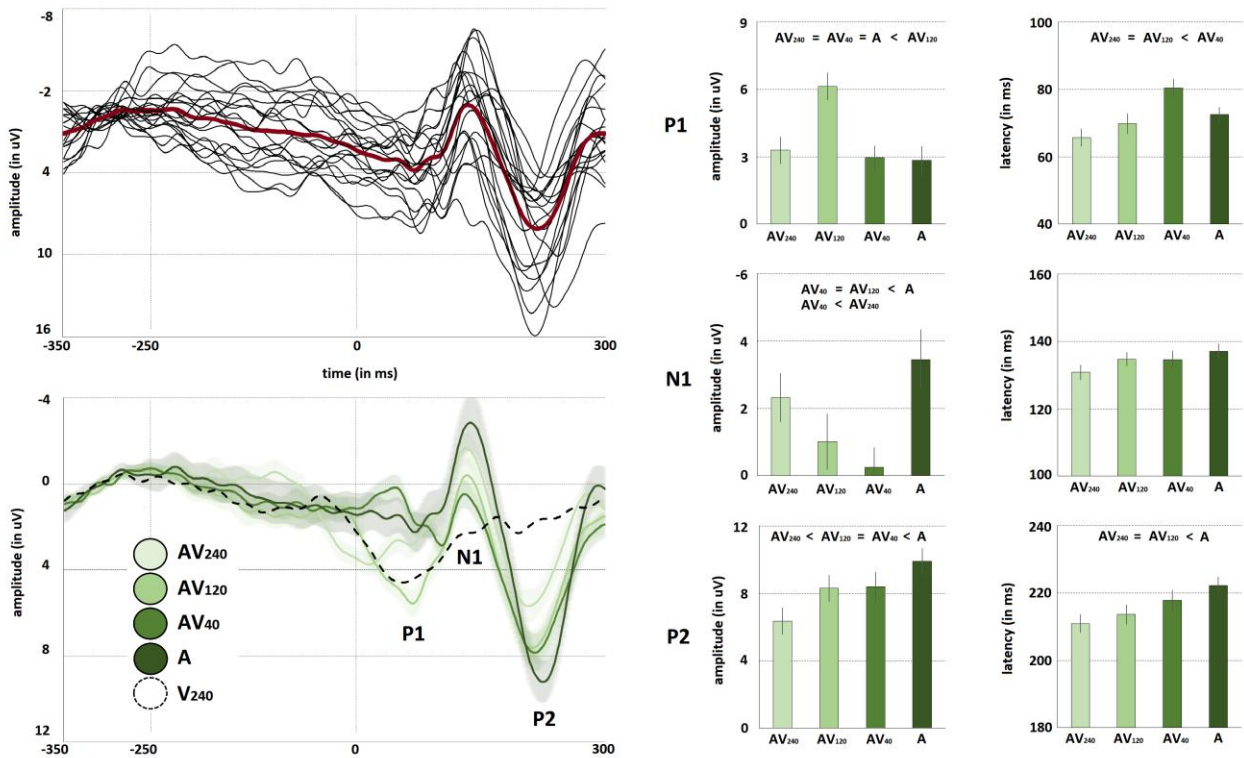 -8
-2
4
10
16
amplitude (in uV)
-350
-250
0
300
time (in ms)
-4
0
4
8
12
amplitude (in uV)
AV240
AV120
AV40
A
V240
P1
N1
P2
-350
-250
0
300
P1
9
6
3
0
amplitude (in uV)
AV240 = AV40 = A < AV120
AV240 AV120 AV40 A
100
80
60
40
latency (in ms)
AV240 = AV120 < AV40
AV240 AV120 AV40 A
N1
-6
4
2
0
amplitude (in uV)
AV40 = AV120 < A
AV40 < AV240
AV240 AV120 AV40 A
160
140
120
100
latency (in ms)
AV240 AV120 AV40 A
P2
12
8
4
0
amplitude (in uV)
AV240 < AV120 = AV40 < A
AV240 AV120 AV40 A
240
220
200
180
latency (in ms)
AV240 = AV120 < A
AV240 AV120 AV40 A